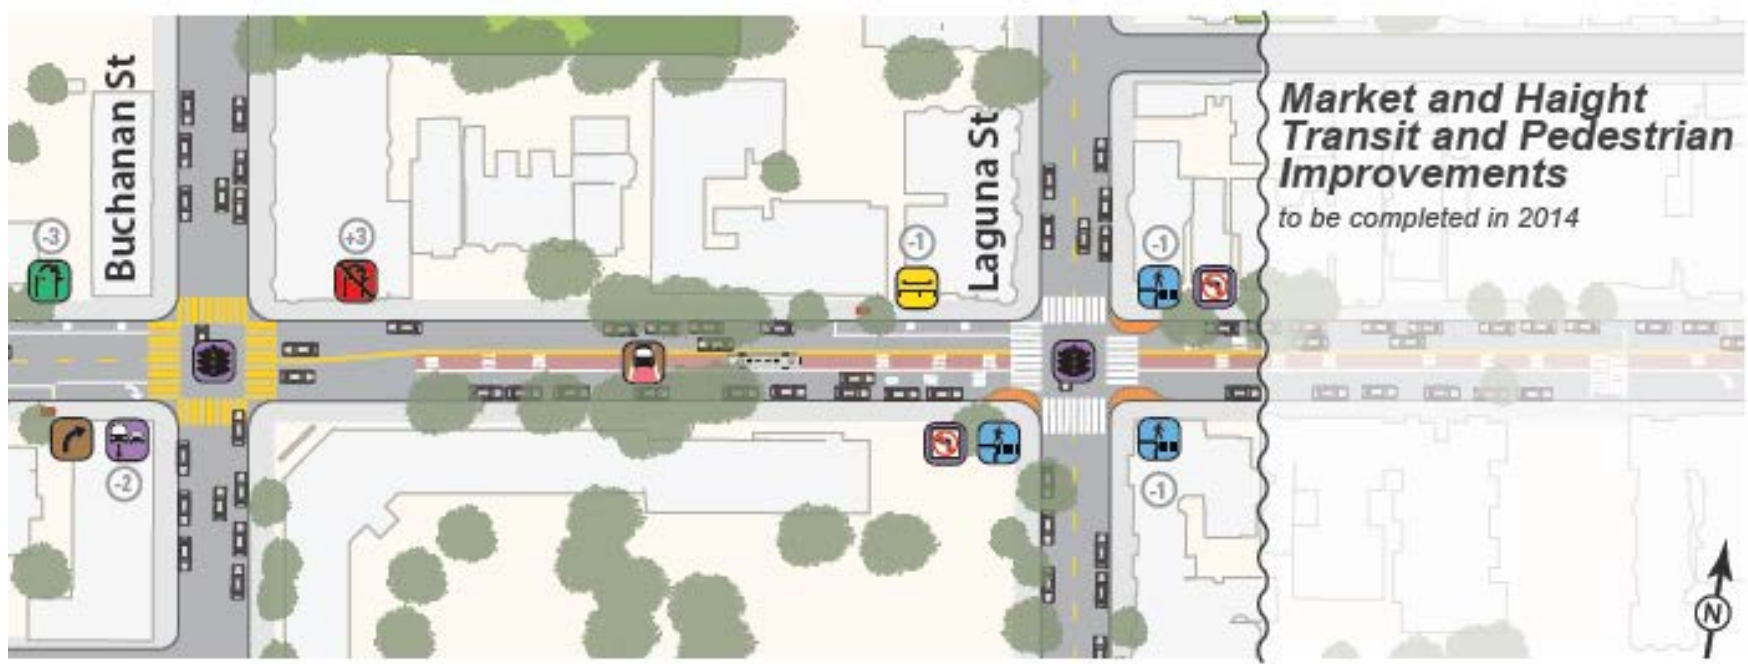 Buchanan St
Laguna St
Market and Haight
Transit and Pedestrian
Improvements
to be completed in 2014
-3
+3
-1
-1
-2
-1
N